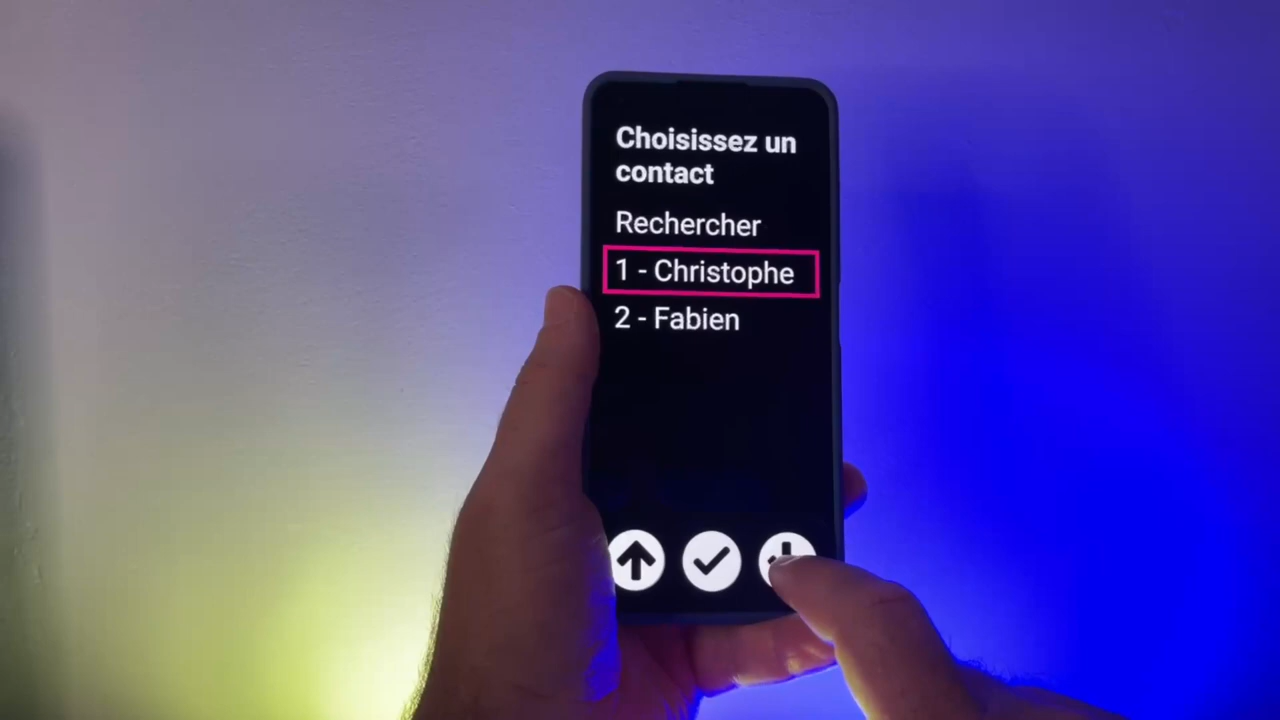 Choisissez un
contact
Rechercher
1 - Christophe
2 - Fabien